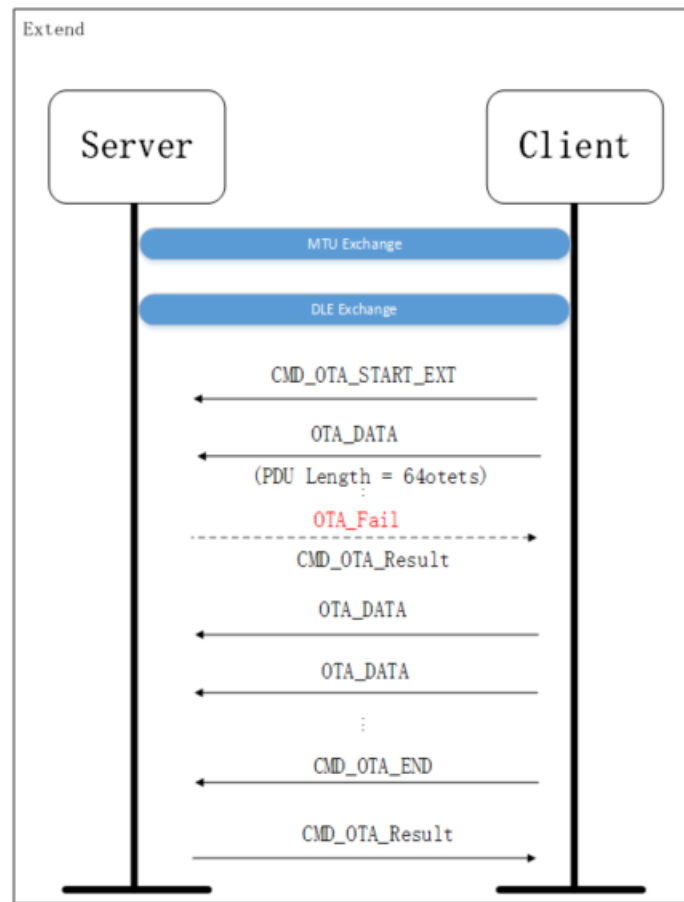 Extend
Server
Client
MTU Exchange
DLE Exchange
CMD_OTA_START_EXT
OTA_DATA
(PDU Length = 64otets)
OTA_Fail
CMD_OTA_Result
OTA_DATA
OTA_DATA
CMD_OTA_END
CMD_OTA_Result